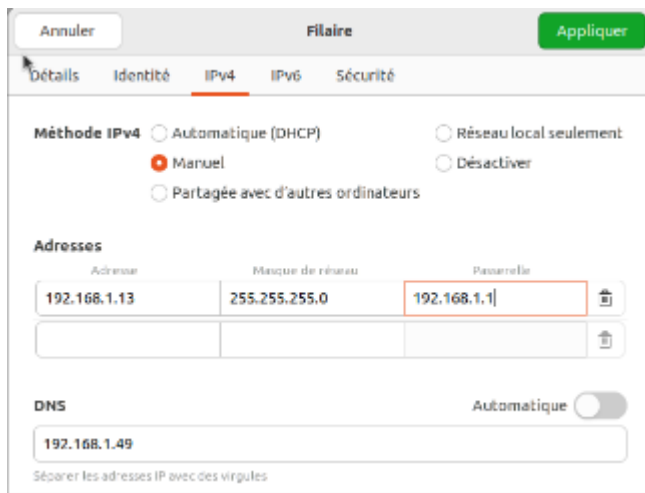 Annuler Filaire Appliquer
Détails Identité IPv4 IPv6 Sécurité
Méthode IPv4 Automatique (DHCP) Réseau local seulement
Manuel Désactiver
Partagée avec d'autres ordinateurs
Adresses
Adresse Masque de réseau Passerelle
192.168.1.13 255.255.255.0 192.168.1.1
DNS Automatique
192.168.1.49
Séparer les adresses IP avec des virgules